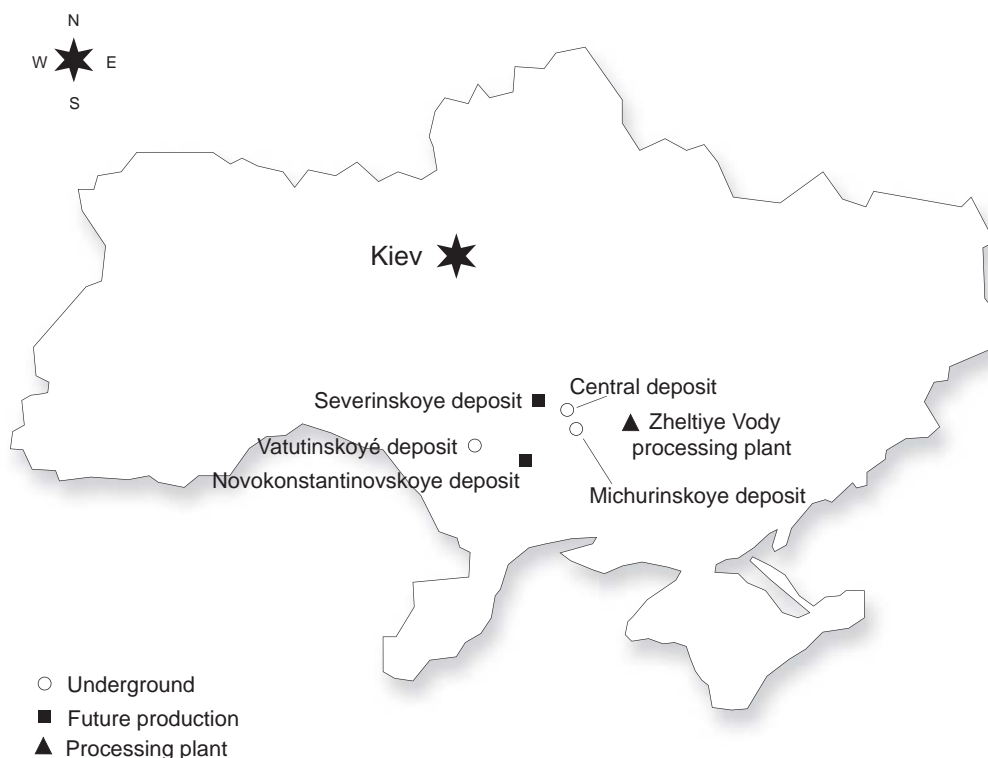 N
W E
S
Kiev
Central deposit
Severinskoye deposit
Zheltiye Vody
processing plant
Vatutinskoyé deposit
Novokonstantinovskoye deposit
Michurinskoye deposit
Underground
Future production
Processing plant